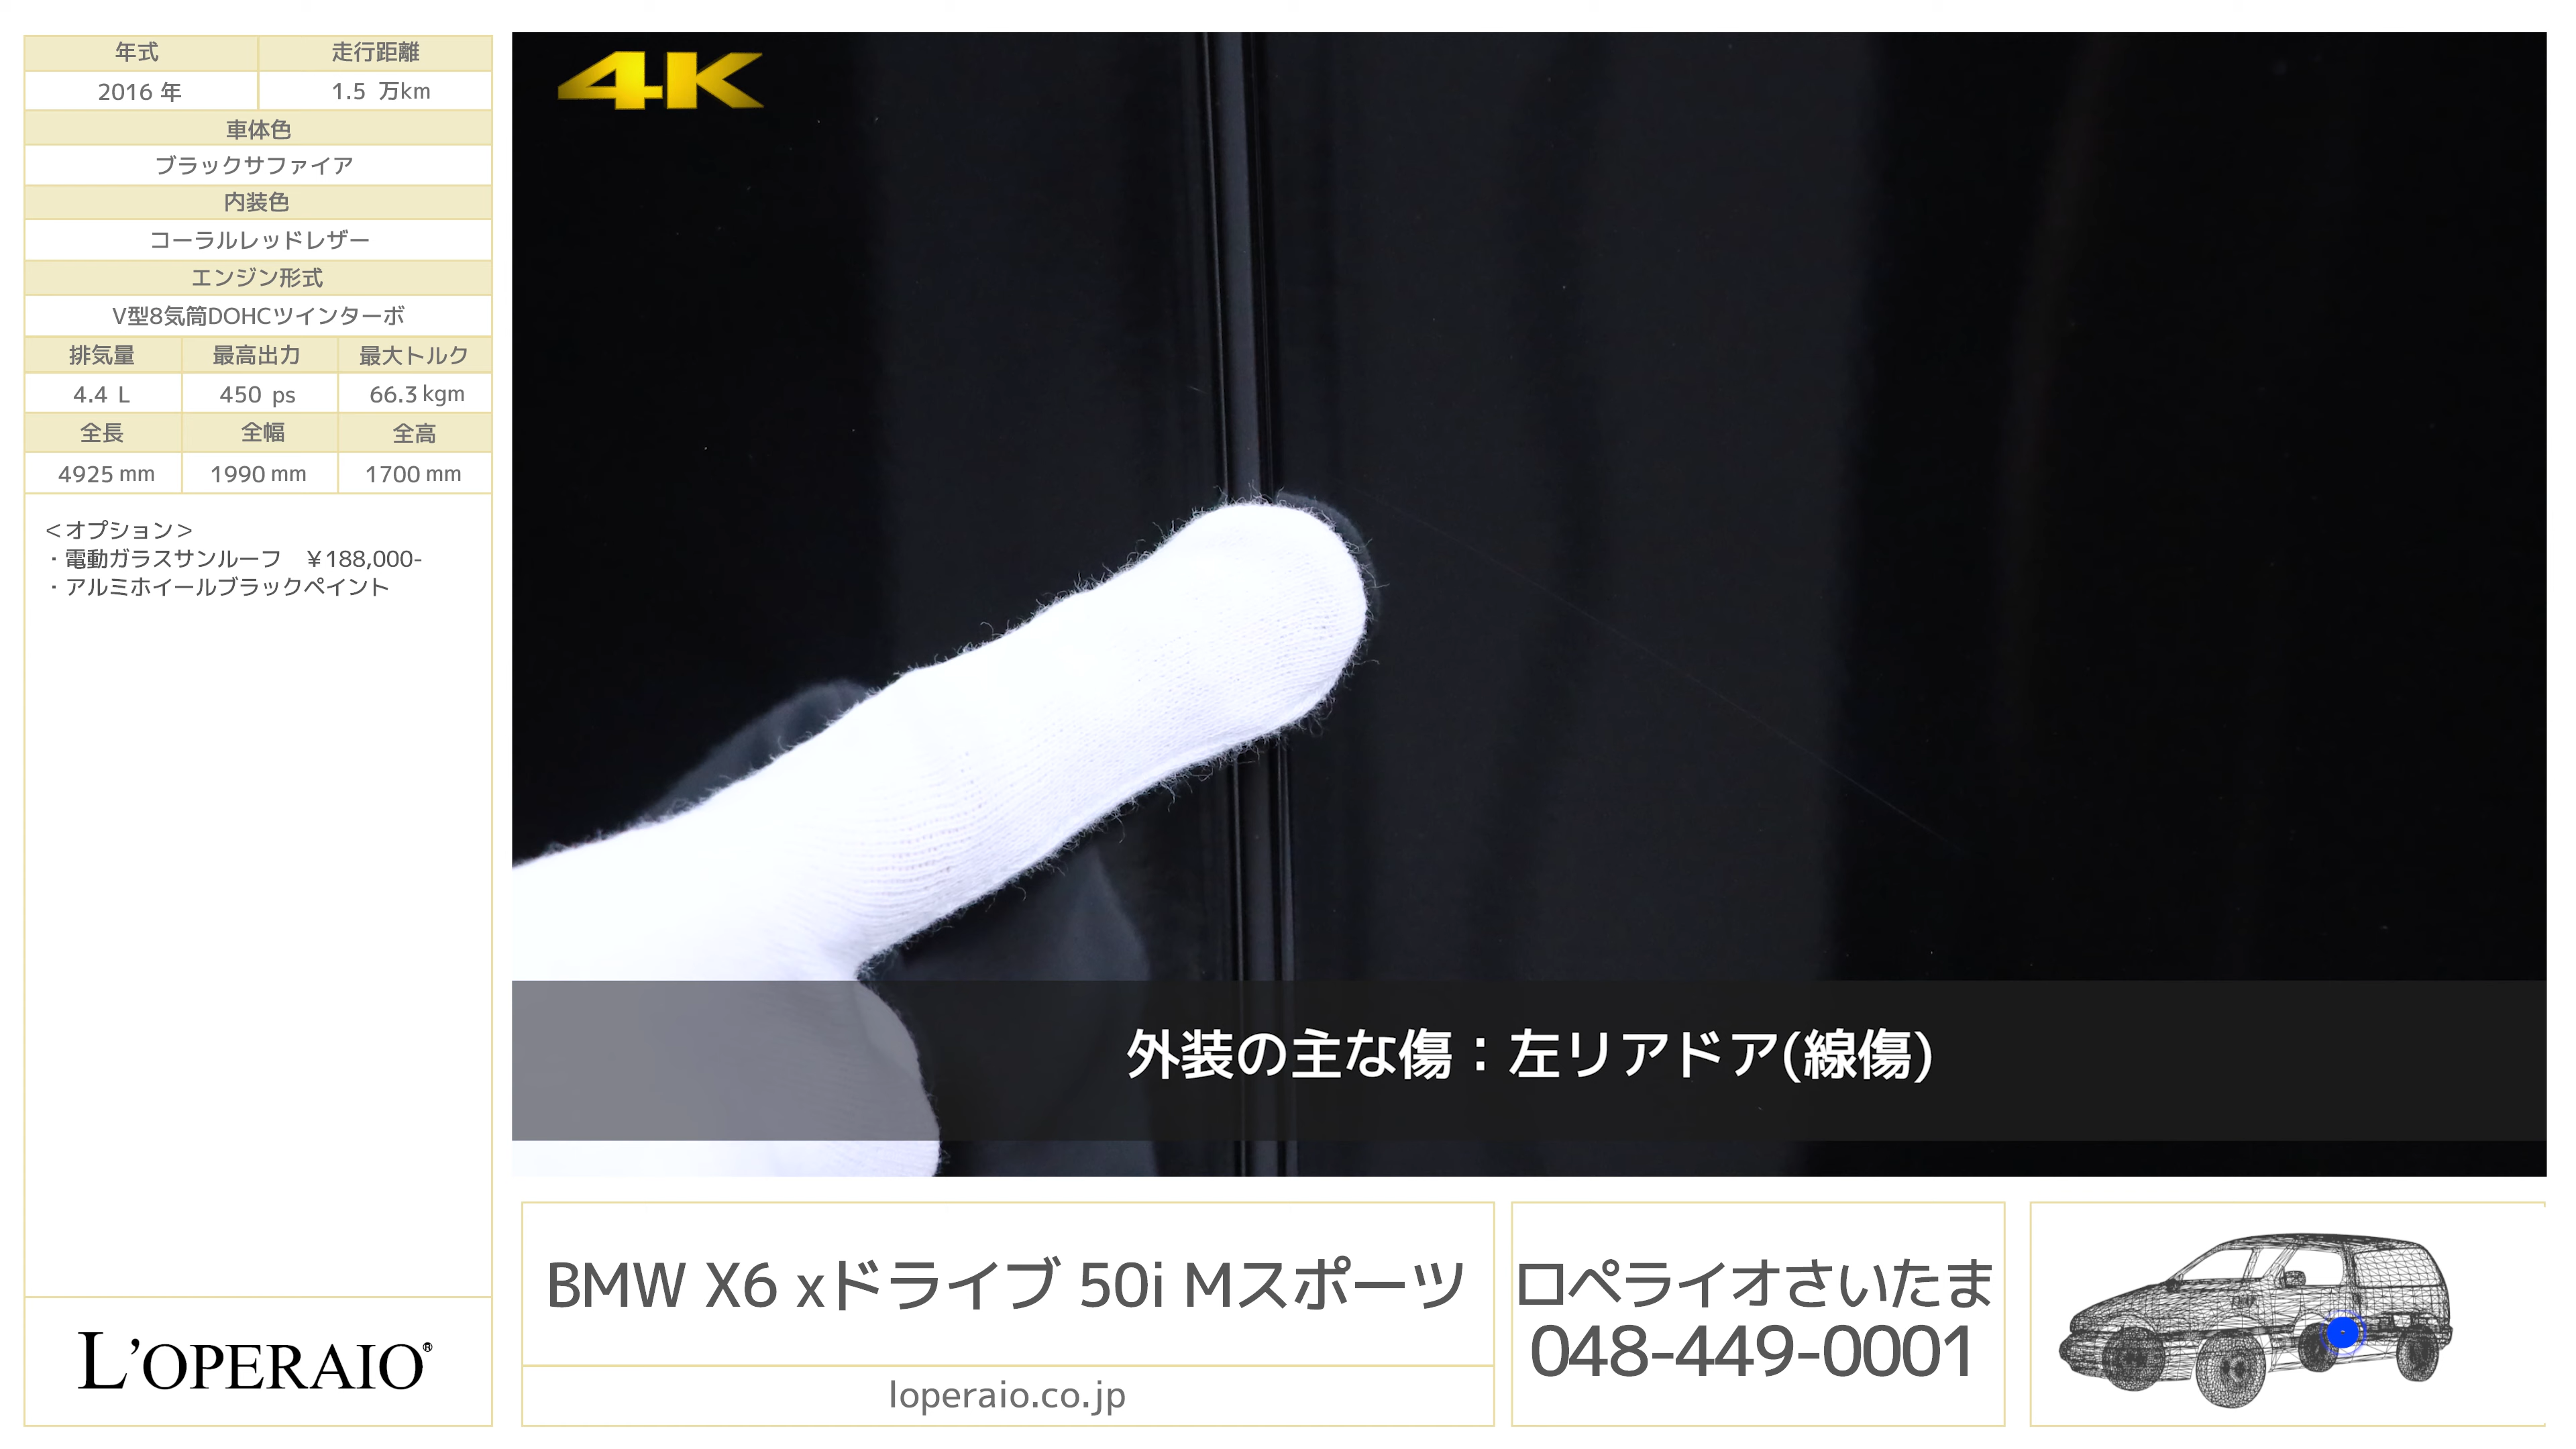 年式 走行距離
2016 年 1.5 万km
車体色
ブラックサファイア
内装色
コーラルレッドレザー
エンジン形式
V型8気筒DOHCツインターボ
排気量 最高出力 最大トルク
4.4 L 450 ps 66.3 kgm
全長 全幅 全高
4925 mm 1990 mm 1700 mm
＜オプション＞
・電動ガラスサンルーフ ￥188,000-
・アルミホイールブラックペイント
L'OPERAIO®
4K
外装の主な傷：左リアドア(線傷)
BMW X6 xドライブ 50i Mスポーツ
loperaio.co.jp
ロペライオさいたま
048-449-0001